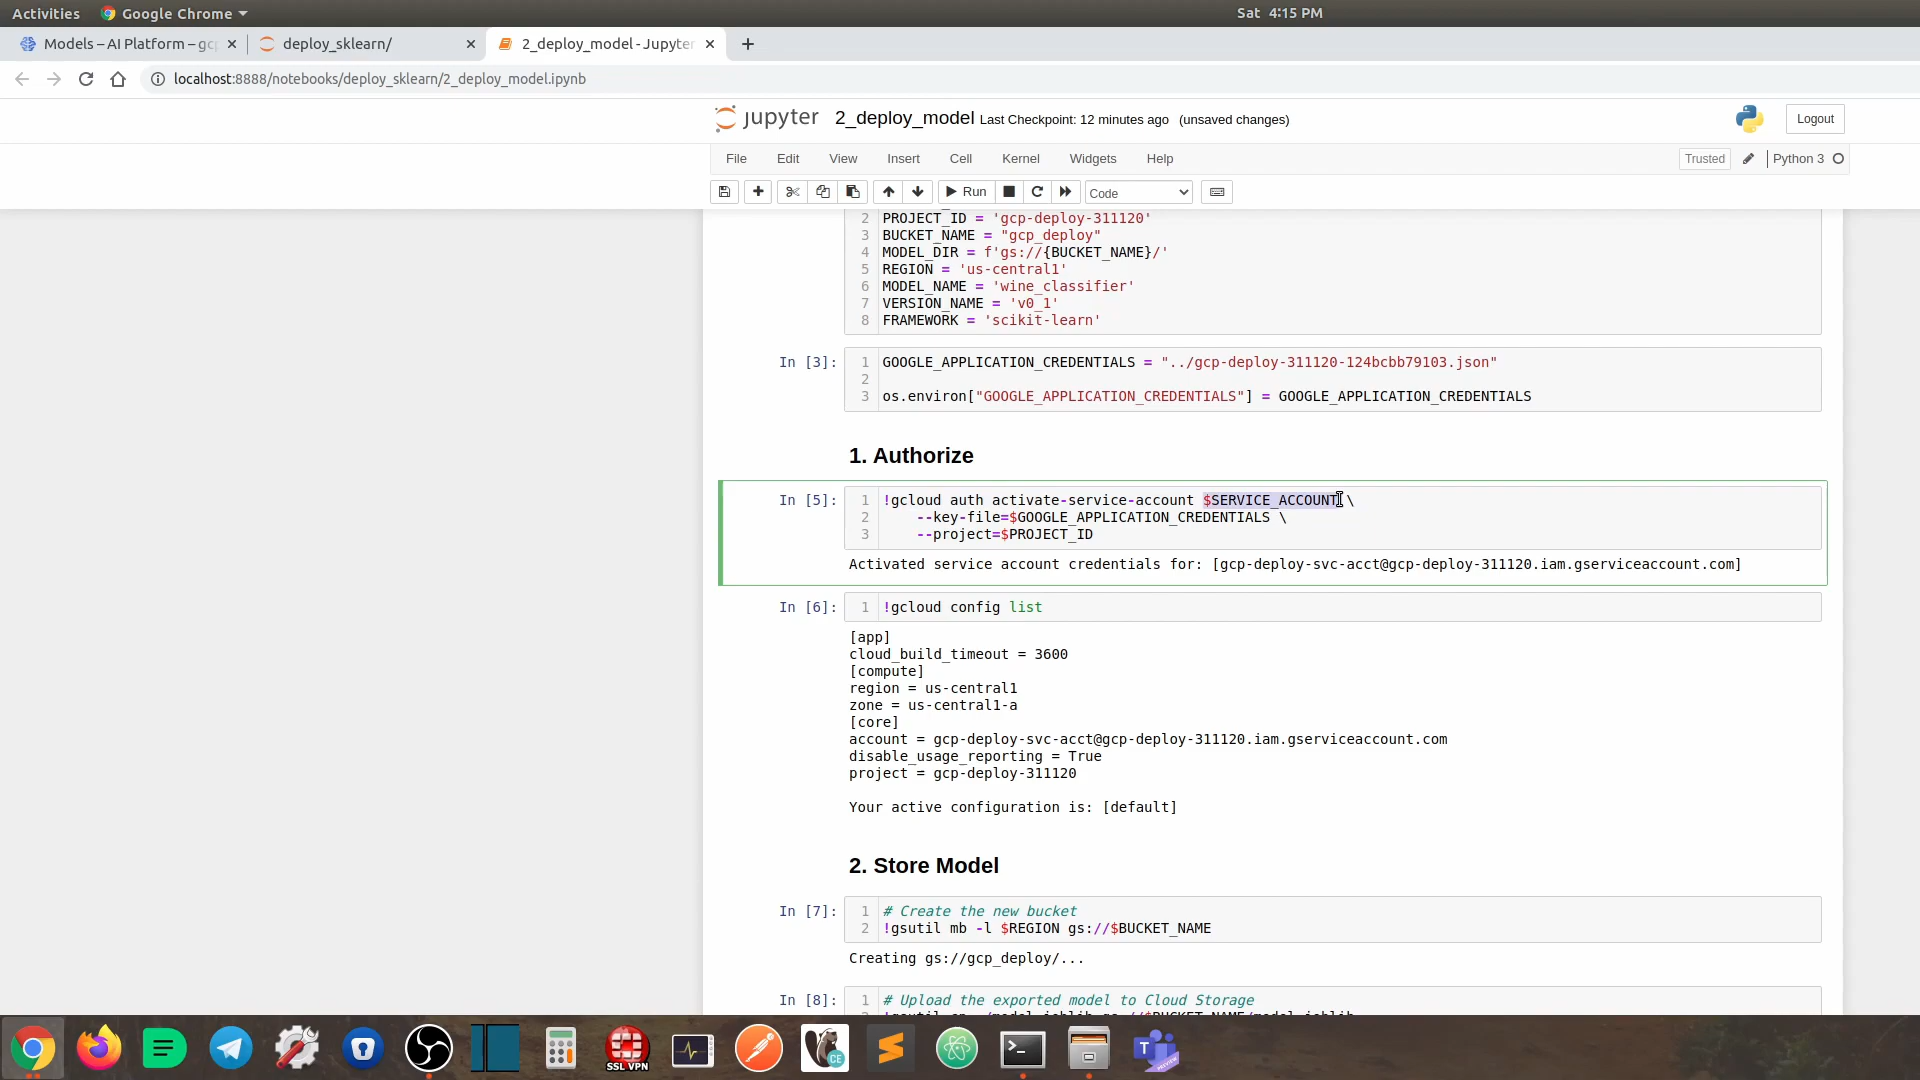 Activities Google Chrome Sat 4:15 PM
Models – AI Platform – gc
deploy_sklearn/
2_deploy_model - Jupyter
localhost:8888/notebooks/deploy_sklearn/2_deploy_model.ipynb
jupyter 2_deploy_model Last Checkpoint: 12 minutes ago (unsaved changes) Logout
File Edit View Insert Cell Kernel Widgets Help Trusted Python 3
Run Code
2 PROJECT_ID = 'gcp-deploy-311120'
3 BUCKET_NAME = "gcp_deploy"
4 MODEL_DIR = f'gs://{BUCKET_NAME}/'
5 REGION = 'us-central1'
6 MODEL_NAME = 'wine_classifier'
7 VERSION_NAME = 'v0_1'
8 FRAMEWORK = 'scikit-learn'
In [3]: 1 GOOGLE_APPLICATION_CREDENTIALS = "../gcp-deploy-311120-124bcbb79103.json"
2
3 os.environ["GOOGLE_APPLICATION_CREDENTIALS"] = GOOGLE_APPLICATION_CREDENTIALS
1. Authorize
In [5]: 1 !gcloud auth activate-service-account $SERVICE_ACCOUNT \
2 --key-file=$GOOGLE_APPLICATION_CREDENTIALS \
3 --project=$PROJECT_ID
Activated service account credentials for: [gcp-deploy-svc-acct@gcp-deploy-311120.iam.gserviceaccount.com]
In [6]: 1 !gcloud config list
[app]
cloud_build_timeout = 3600
[compute]
region = us-central1
zone = us-central1-a
[core]
account = gcp-deploy-svc-acct@gcp-deploy-311120.iam.gserviceaccount.com
disable_usage_reporting = True
project = gcp-deploy-311120
Your active configuration is: [default]
2. Store Model
In [7]: 1 # Create the new bucket
2 !gsutil mb -l $REGION gs://$BUCKET_NAME
Creating gs://gcp_deploy/...
In [8]: 1 # Upload the exported model to Cloud Storage
SSL VPN
CE
T
PREVIEW